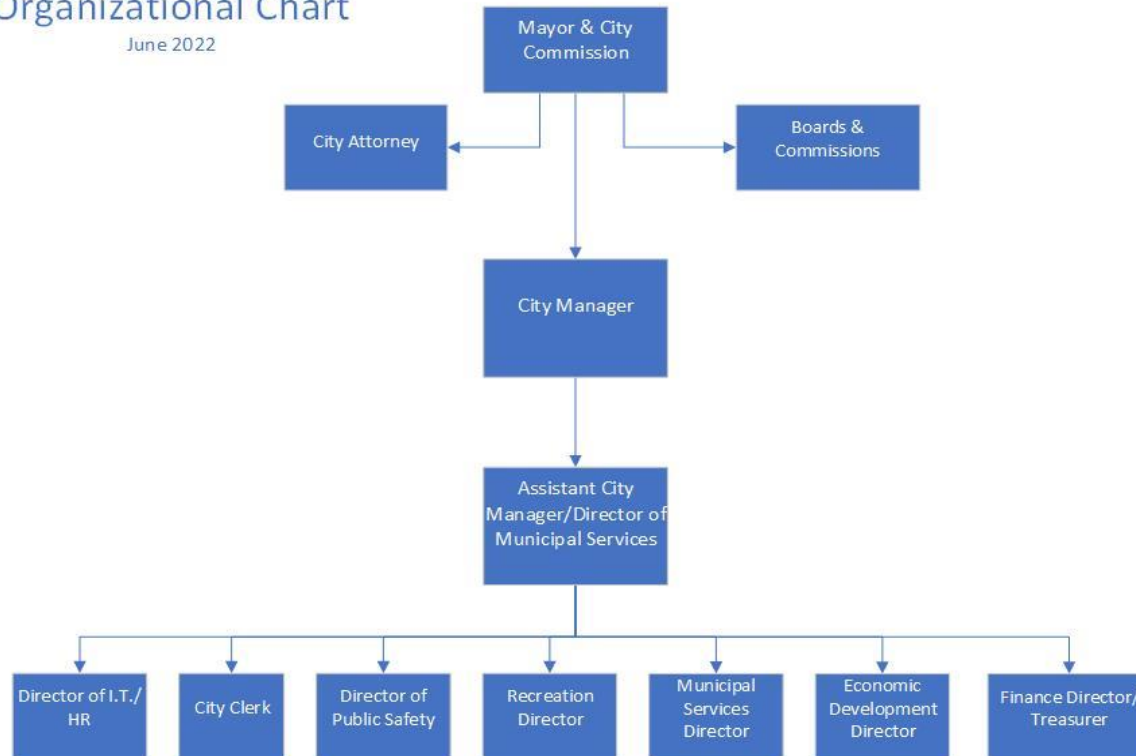 Organizational Chart
June 2022
Mayor & City
Commission
City Attorney
Boards &
Commissions
City Manager
Assistant City
Manager/Director of
Municipal Services
Director of I.T./
HR
City Clerk
Director of
Public Safety
Recreation
Director
Municipal
Services
Director
Economic
Development
Director
Finance Director/
Treasurer